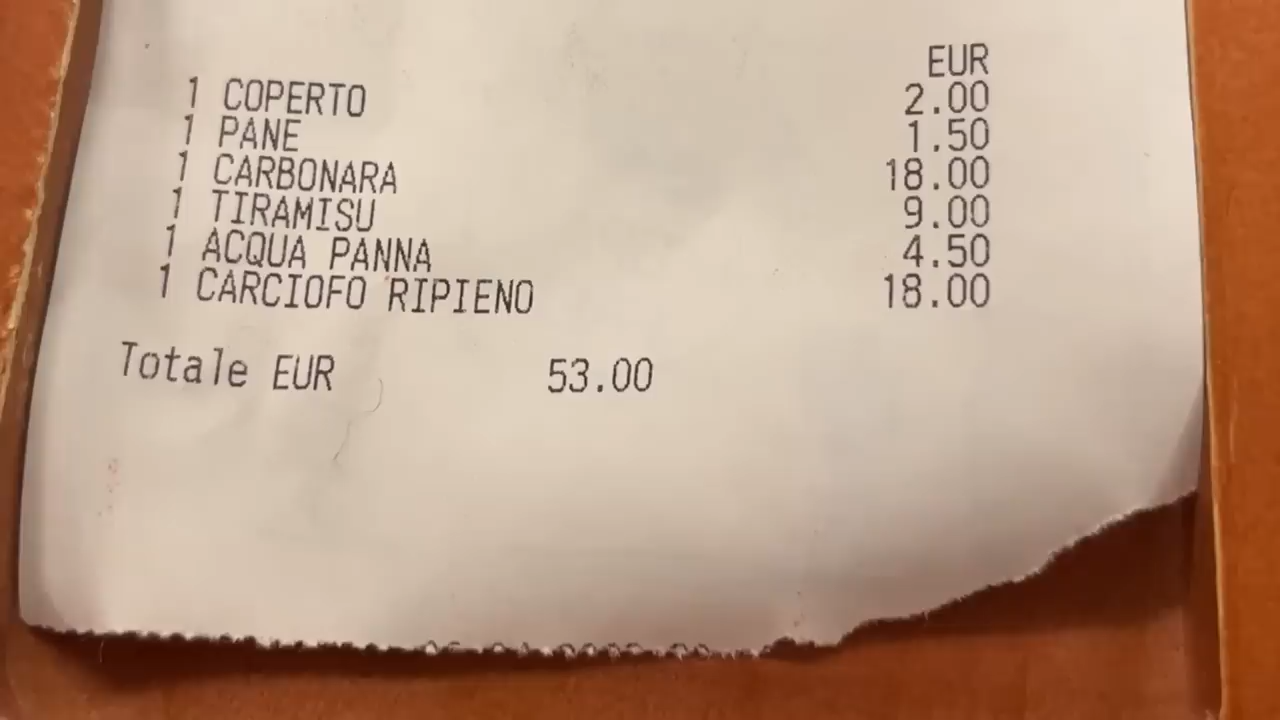 EUR
1 COPERTO 2.00
1 PANE 1.50
1 CARBONARA 18.00
1 TIRAMISU 9.00
1 ACQUA PANNA 4.50
1 CARCIOFO RIPIENO 18.00
Totale EUR 53.00